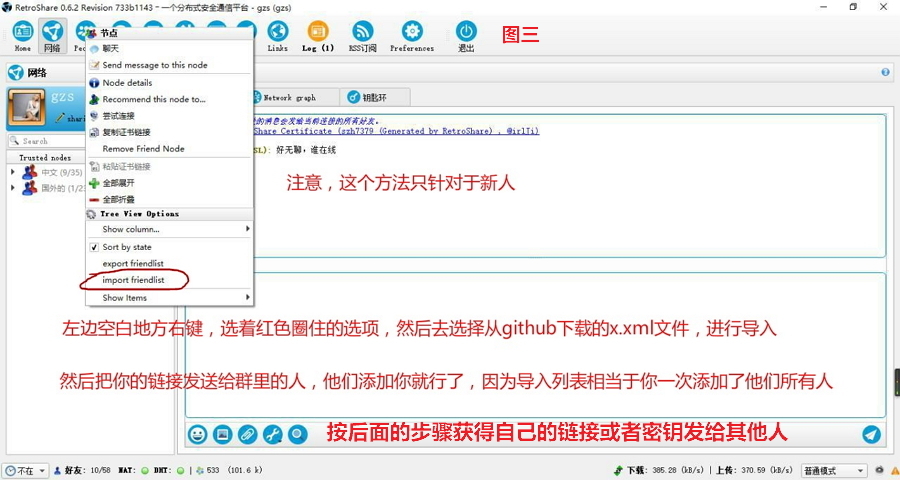 RetroShare 0.6.2 Revision 733b1143 - 一个分布式安全通信平台 - gzs (gzs)
Home
网络
Links
Log (1)
RSS订阅
Preferences
退出
图三
网络
gzs
Search
Trusted nodes
中文 (9/35)
国外的
节点
聊天
Send message to this node
Node details
Recommend this node to...
尝试连接
复制证书链接
Remove Friend Node
粘贴证书链接
全部展开
全部折叠
Tree View Options
Show column...
Sort by state
export friendlist
import friendlist
Show Items
Network graph
钥匙环
的消息会发给当前连接的所有好友。
Share Certificate (szh7379 (Generated by RetroShare) , @irlTi)
SL): 好无聊，谁在线
注意，这个方法只针对于新人
左边空白地方右键，选着红色圈住的选项，然后去选择从github下载的x.xml文件，进行导入
然后把你的链接发送给群里的人，他们添加你就行了，因为导入列表相当于你一次添加了他们所有人
按后面的步骤获得自己的链接或者密钥发给其他人
不在
好友: 10/58
NAT:
DHT:
533 (101.6 k)
下载: 385.28 (kB/s) | 上传: 370.59 (kB/s)
普通模式